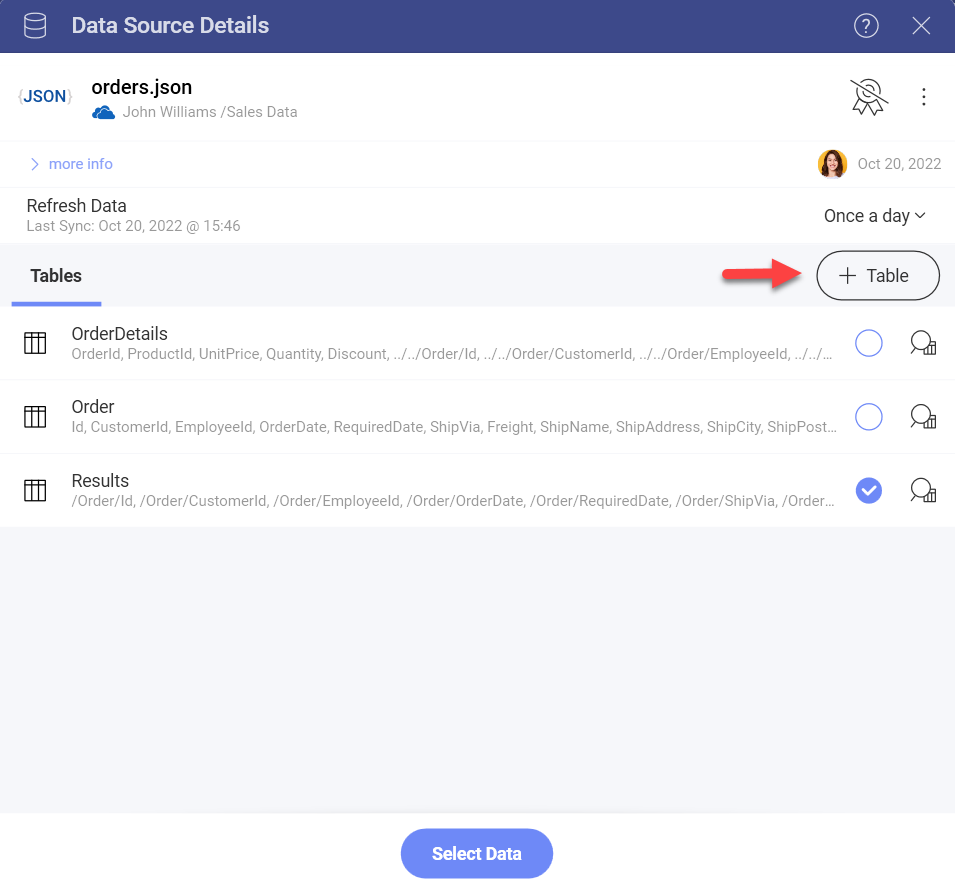 Data Source Details
?
{JSON}
orders.json
John Williams /Sales Data
more info
Oct 20, 2022
Refresh Data
Last Sync: Oct 20, 2022 @ 15:46
Once a day
Tables
+ Table
OrderDetails
OrderId, ProductId, UnitPrice, Quantity, Discount, ../../Order/Id, ../../Order/CustomerId, ../../Order/EmployeeId, ../../...
Order
Id, CustomerId, EmployeeId, OrderDate, RequiredDate, ShipVia, Freight, ShipName, ShipAddress, ShipCity, ShipPost...
Results
/Order/Id, /Order/CustomerId, /Order/EmployeeId, /Order/OrderDate, /Order/RequiredDate, /Order/ShipVia, /Order...
Select Data